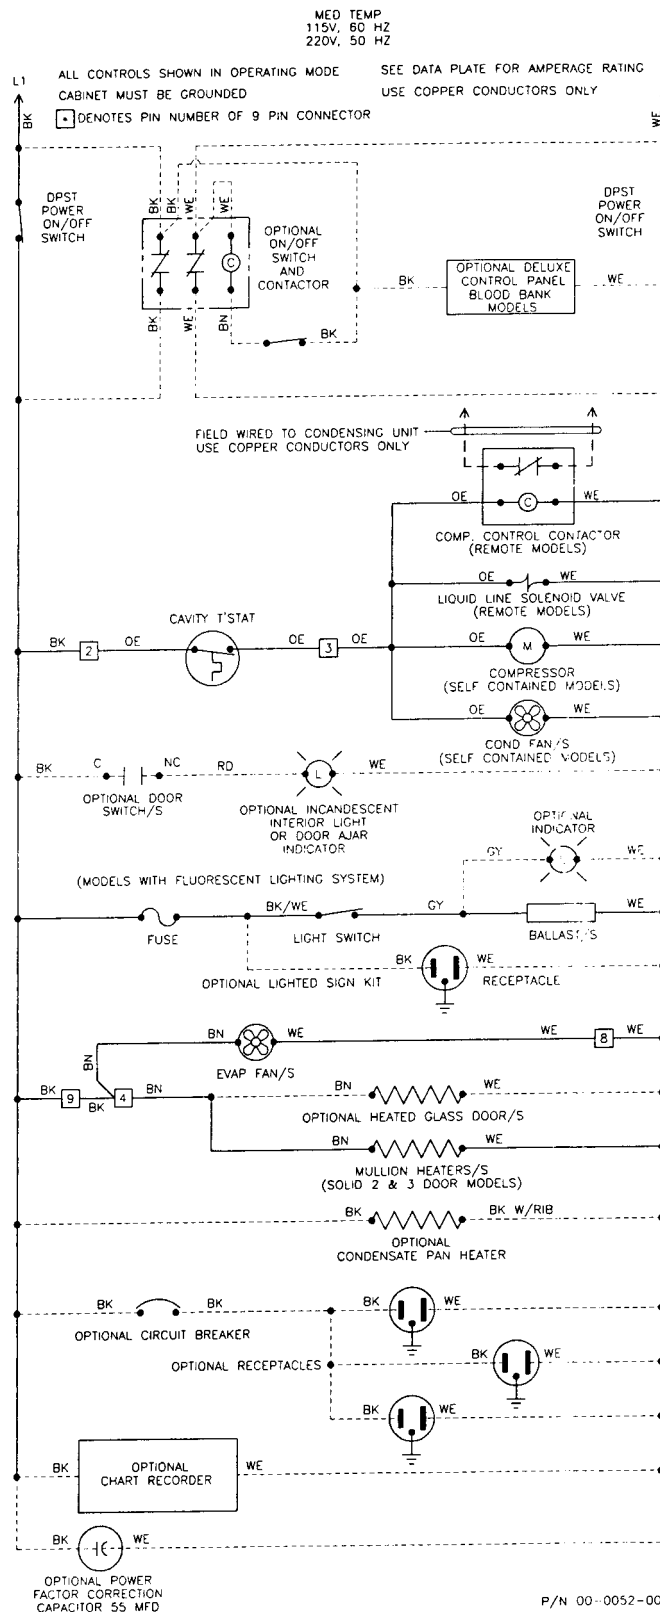 MED TEMP
115V, 60 HZ
220V, 50 HZ
L1
ALL CONTROLS SHOWN IN OPERATING MODE
SEE DATA PLATE FOR AMPERAGE RATING
CABINET MUST BE GROUNDED
USE COPPER CONDUCTORS ONLY
DENOTES PIN NUMBER OF 9 PIN CONNECTOR
BK
WE
DPST
POWER
ON/OFF
SWITCH
BK
BK
WE
WE
C
BK
WE
BN
OPTIONAL
ON/OFF
SWITCH
AND
CONTACTOR
BK
BK
OPTIONAL DELUXE
CONTROL PANEL
BLOOD BANK
MODELS
WE
DPST
POWER
ON/OFF
SWITCH
FIELD WIRED TO CONDENSING UNIT
USE COPPER CONDUCTORS ONLY
OE
C
WE
COMP. CONTROL CONTACTOR
(REMOTE MODELS)
OE
WE
LIQUID LINE SOLENOID VALVE
(REMOTE MODELS)
CAVITY T'STAT
BK
2
OE
OE
3
OE
OE
M
WE
COMPRESSOR
(SELF CONTAINED MODELS)
OE
WE
COND FAN/S
(SELF CONTAINED MODELS)
BK
C
NC
RD
L
WE
OPTIONAL DOOR
SWITCH/S
OPTIONAL INCANDESCENT
INTERIOR LIGHT
OR DOOR AJAR
INDICATOR
OPTIONAL
INDICATOR
GY
WE
(MODELS WITH FLUORESCENT LIGHTING SYSTEM)
BK/WE
GY
WE
FUSE
LIGHT SWITCH
BALLAST/S
BK
WE
OPTIONAL LIGHTED SIGN KIT
RECEPTACLE
BN
BN
WE
WE
8
WE
EVAP FAN/S
BK
9
BK
4
BN
BN
WE
OPTIONAL HEATED GLASS DOOR/S
BN
WE
MULLION HEATERS/S
(SOLID 2 & 3 DOOR MODELS)
BK
BK W/RIB
OPTIONAL
CONDENSATE PAN HEATER
BK
BK
BK
WE
OPTIONAL CIRCUIT BREAKER
OPTIONAL RECEPTACLES
BK
WE
BK
WE
BK
OPTIONAL
CHART RECORDER
WE
BK
WE
OPTIONAL POWER
FACTOR CORRECTION
CAPACITOR 55 MFD
P/N 00-0052-00